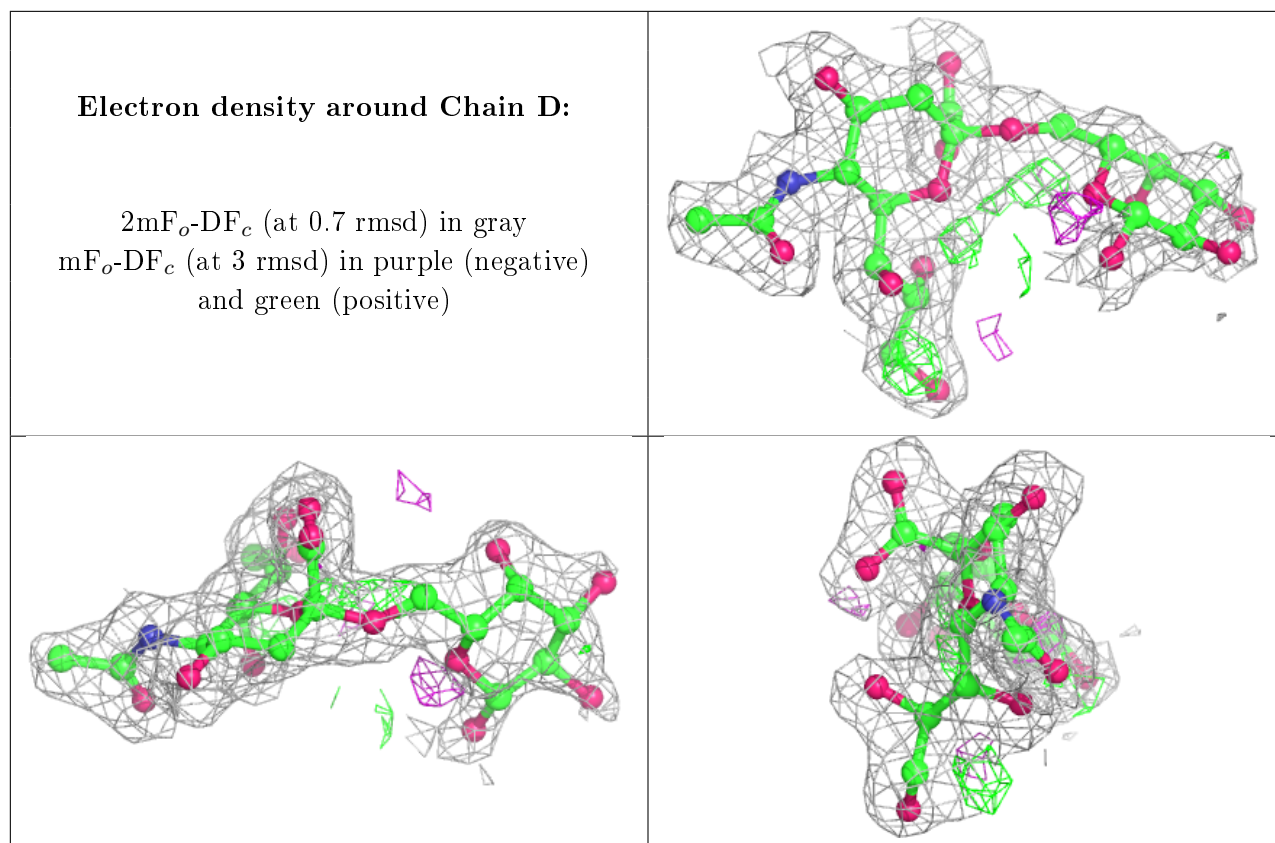 Electron density around Chain D:
2mFₒ-DF𝒸 (at 0.7 rmsd) in gray
mFₒ-DF𝒸 (at 3 rmsd) in purple (negative)
and green (positive)